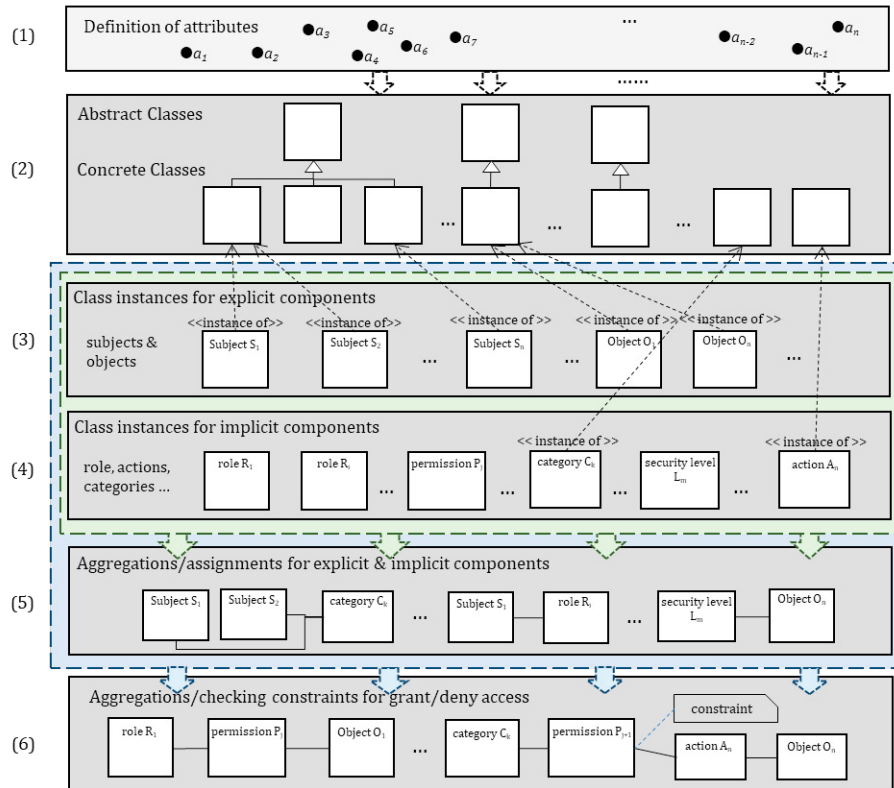 (1)
Definition of attributes
a1 a2 a3 a4 a5 a6 a7 ... an-2 an-1 an
......
(2)
Abstract Classes
Concrete Classes
... ... ...
(3)
Class instances for explicit components
<<instance of>> <<instance of>> << instance of >> << instance of >> << instance of >>
subjects &
objects
Subject S1 Subject S2 ... Subject Sn ... Object O1 Object On ...
(4)
Class instances for implicit components
<< instance of >> << instance of >>
role, actions,
categories ...
role R1 role Ri ... permission Pj ... category Ck ... security level
Lm ... action An
(5)
Aggregations/assignments for explicit & implicit components
Subject S1 Subject S2 category Ck ... Subject S1 role Ri ... security level
Lm Object On
(6)
Aggregations/checking constraints for grant/deny access
constraint
role R1 permission Pj Object O1 ... category Ck permission Pj+1 action An Object On